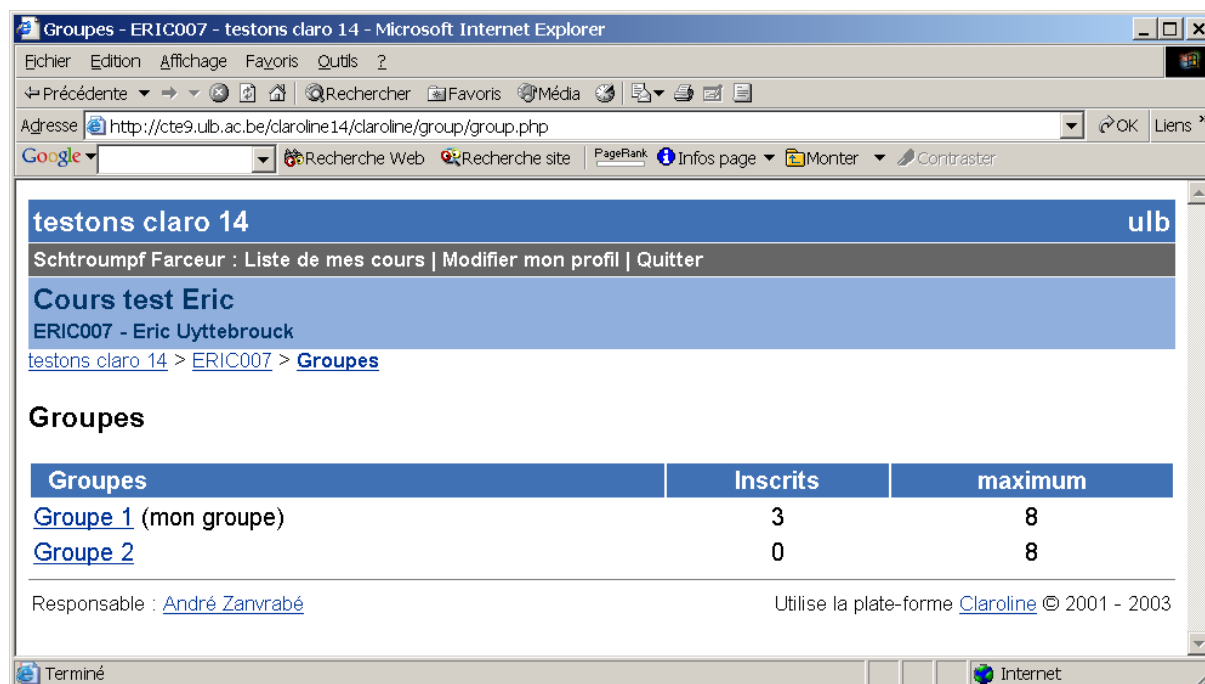 Groupes - ERIC007 - testons claro 14 - Microsoft Internet Explorer
Fichier Edition Affichage Favoris Outils ?
Précédente Rechercher Favoris Média
Adresse http://cte9.ulb.ac.be/claroline14/claroline/group/group.php OK Liens »
Google Recherche Web Recherche site PageRank Infos page Monter Contraster
testons claro 14 ulb
Schtroumpf Farceur : Liste de mes cours | Modifier mon profil | Quitter
Cours test Eric
ERIC007 - Eric Uyttebrouck
testons claro 14 > ERIC007 > Groupes
Groupes
Groupes Inscrits maximum
Groupe 1 (mon groupe) 3 8
Groupe 2 0 8
Responsable : André Zanvrabé Utilise la plate-forme Claroline © 2001 - 2003
Terminé Internet